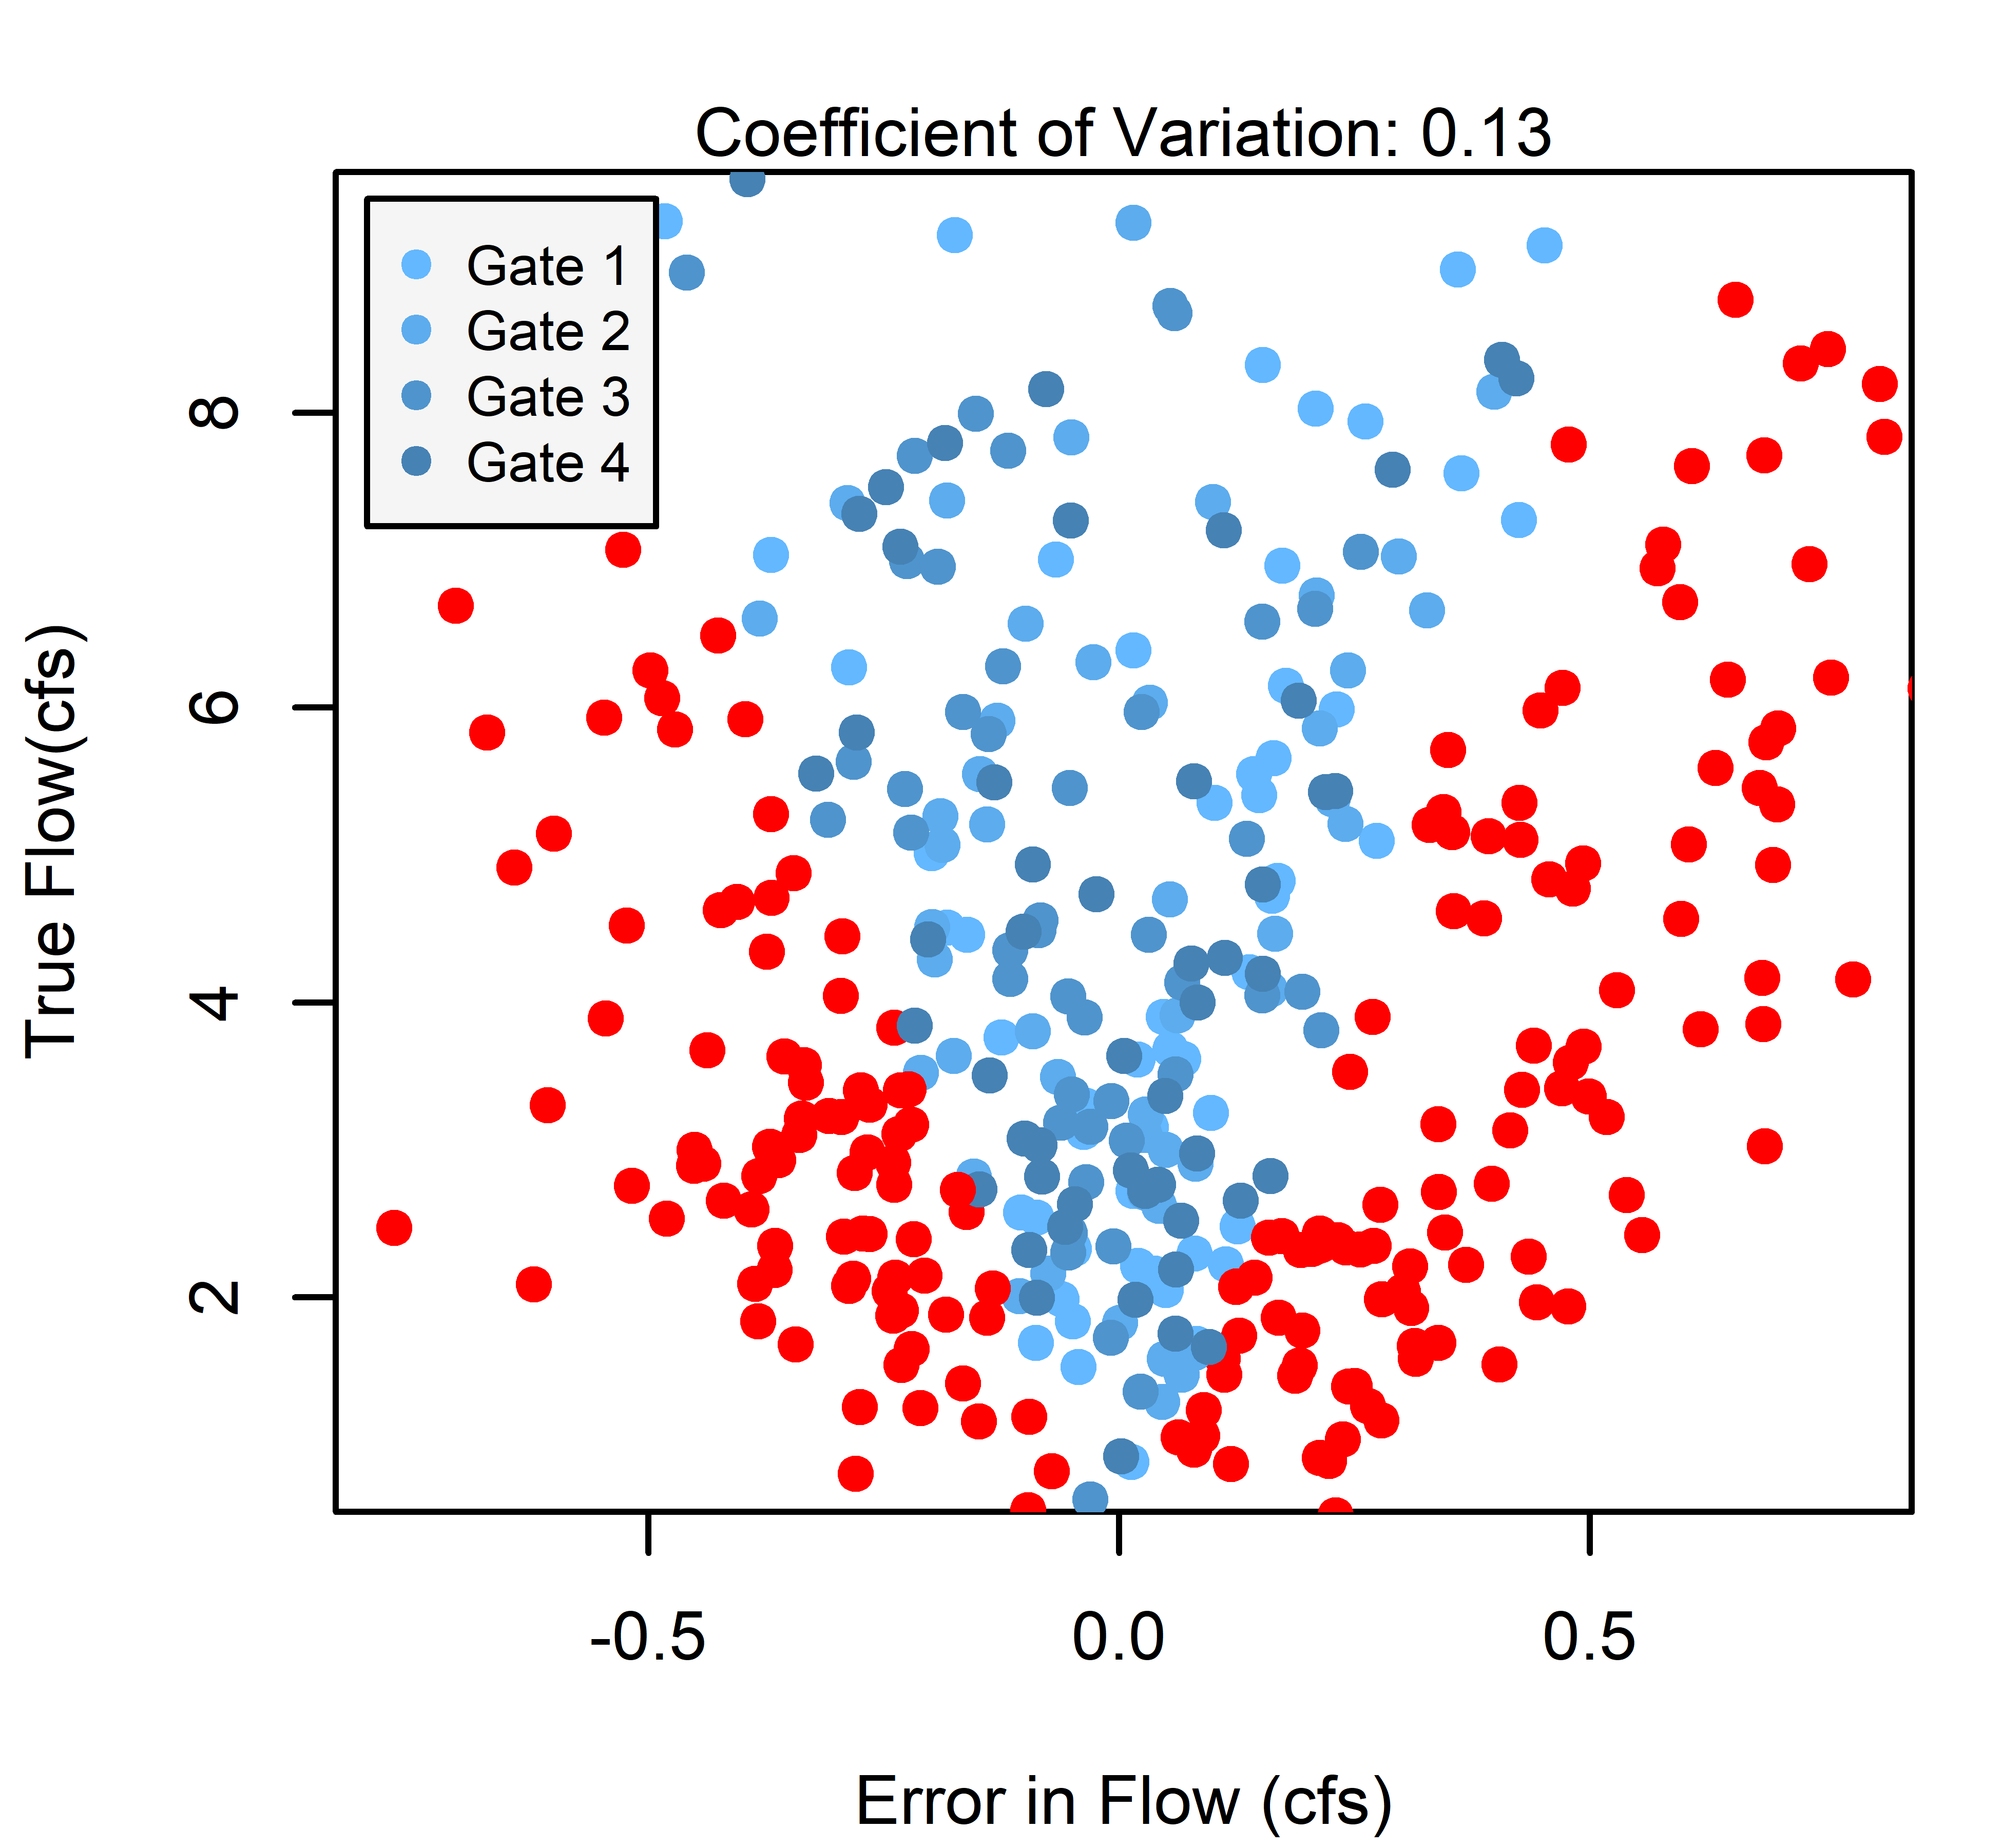 Coefficient of Variation: 0.13
Gate 1
Gate 2
Gate 3
Gate 4
True Flow(cfs)
8
6
4
2
-0.5 0.0 0.5
Error in Flow (cfs)